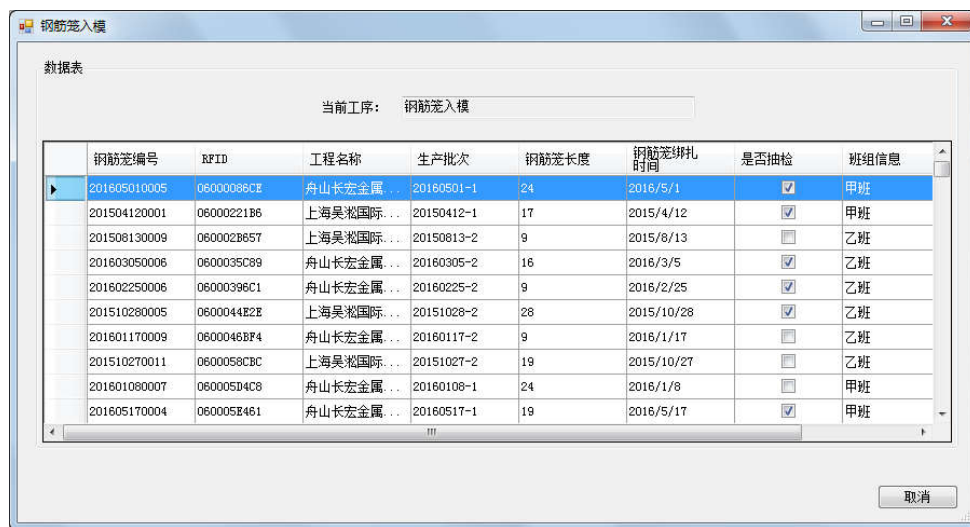 钢筋笼入模
数据表
当前工序: 钢筋笼入模
钢筋笼编号 RFID 工程名称 生产批次 钢筋笼长度 钢筋笼绑扎时间 是否抽检 班组信息
201605010005 06000086CE 舟山长宏金属... 20160501-1 24 2016/5/1 甲班
201504120001 06000221B6 上海吴淞国际... 20150412-1 17 2015/4/12 甲班
201508130009 060002B657 上海吴淞国际... 20150813-2 9 2015/8/13 乙班
201603050006 06000035C89 舟山长宏金属... 20160305-2 16 2016/3/5 乙班
201602250006 06000396C1 舟山长宏金属... 20160225-2 9 2016/2/25 乙班
201510280005 0600044E2E 上海吴淞国际... 20151028-2 28 2015/10/28 乙班
201601170009 0600046BF4 舟山长宏金属... 20160117-2 9 2016/1/17 乙班
201510270011 0600058CBC 上海吴淞国际... 20151027-2 19 2015/10/27 乙班
201601080007 060005D4C8 舟山长宏金属... 20160108-1 24 2016/1/8 甲班
201605170004 060005E461 舟山长宏金属... 20160517-1 19 2016/5/17 甲班
取消